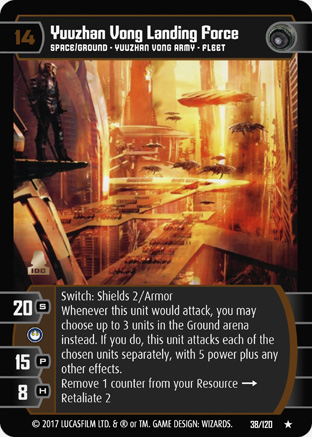 14
Yuuzhan Vong Landing Force
SPACE/GROUND - YUUZHAN VONG ARMY - FLEET
IDC
20 S
15 P
8 H
Switch: Shields 2/Armor
Whenever this unit would attack, you may
choose up to 3 units in the Ground arena
instead. If you do, this unit attacks each of the
chosen units separately, with 5 power plus any
other effects.
Remove 1 counter from your Resource →
Retaliate 2
© 2017 LUCASFILM LTD. & ® or TM. GAME DESIGN: WIZARDS.
38/120 ★